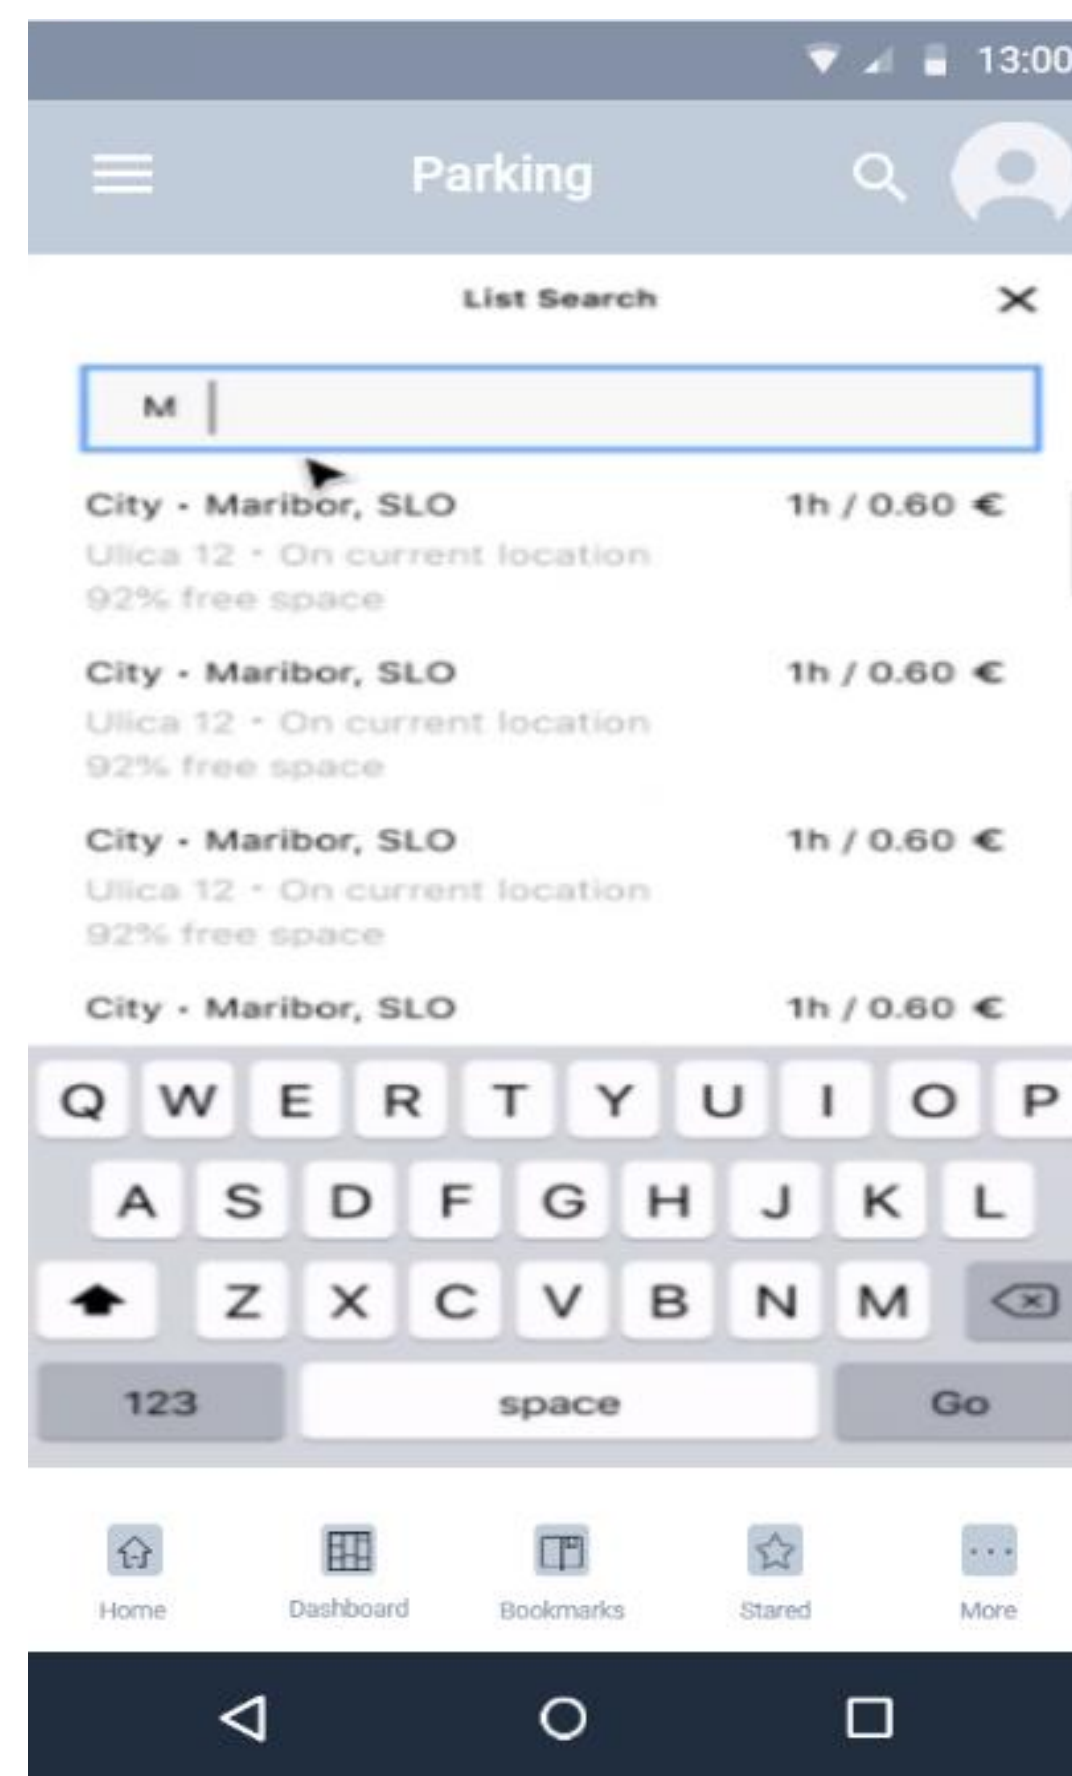 13:00
Parking
List Search
M
City - Maribor, SLO 1h / 0.60 €
Ulica 12 • On current location
92% free space
City - Maribor, SLO 1h / 0.60 €
Ulica 12 • On current location
92% free space
City - Maribor, SLO 1h / 0.60 €
Ulica 12 • On current location
92% free space
City - Maribor, SLO 1h / 0.60 €
Q W E R T Y U I O P
A S D F G H J K L
Z X C V B N M
123 space Go
Home Dashboard Bookmarks Stared More